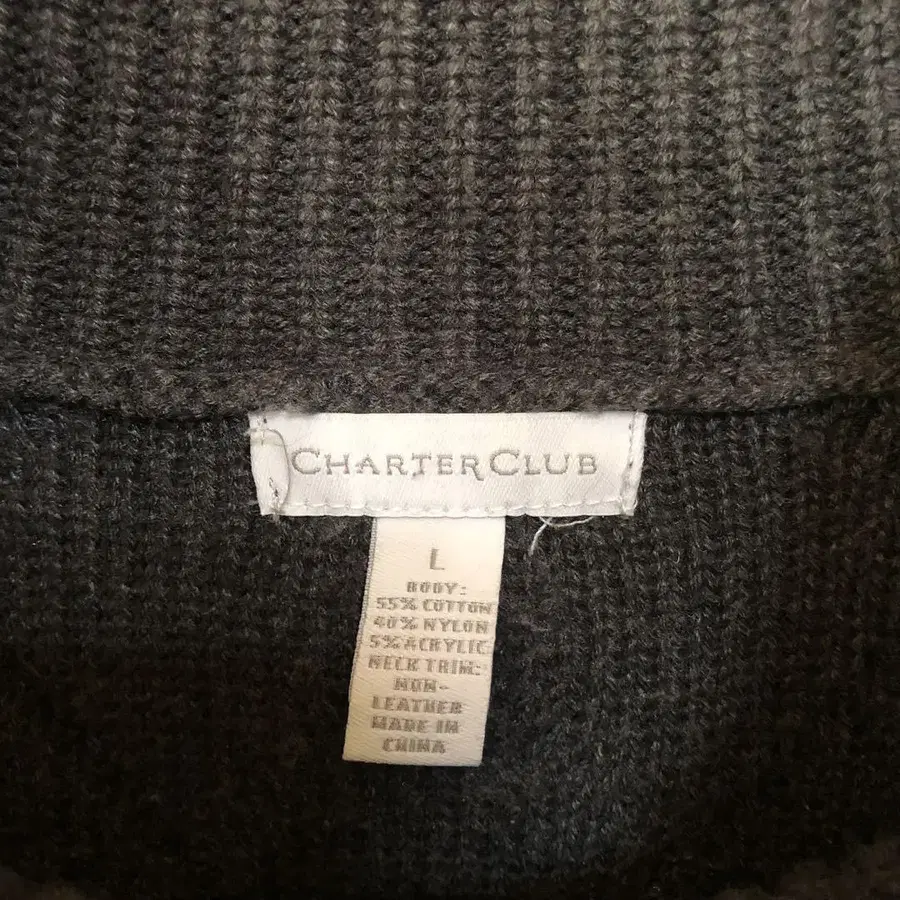 CHARTER CLUB
L
BODY:
55% COTTON
40% NYLON
5% ACRYLIC
NECK TRIM:
NON-
LEATHER
MADE IN
CHINA